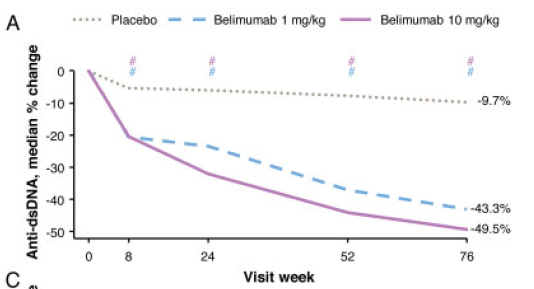 A
Placebo Belimumab 1 mg/kg Belimumab 10 mg/kg
# # # #
# # # #
Anti-dsDNA, median % change
0
-10
-20
-30
-40
-50
-9.7%
-43.3%
-49.5%
0 8 24 52 76
Visit week
C